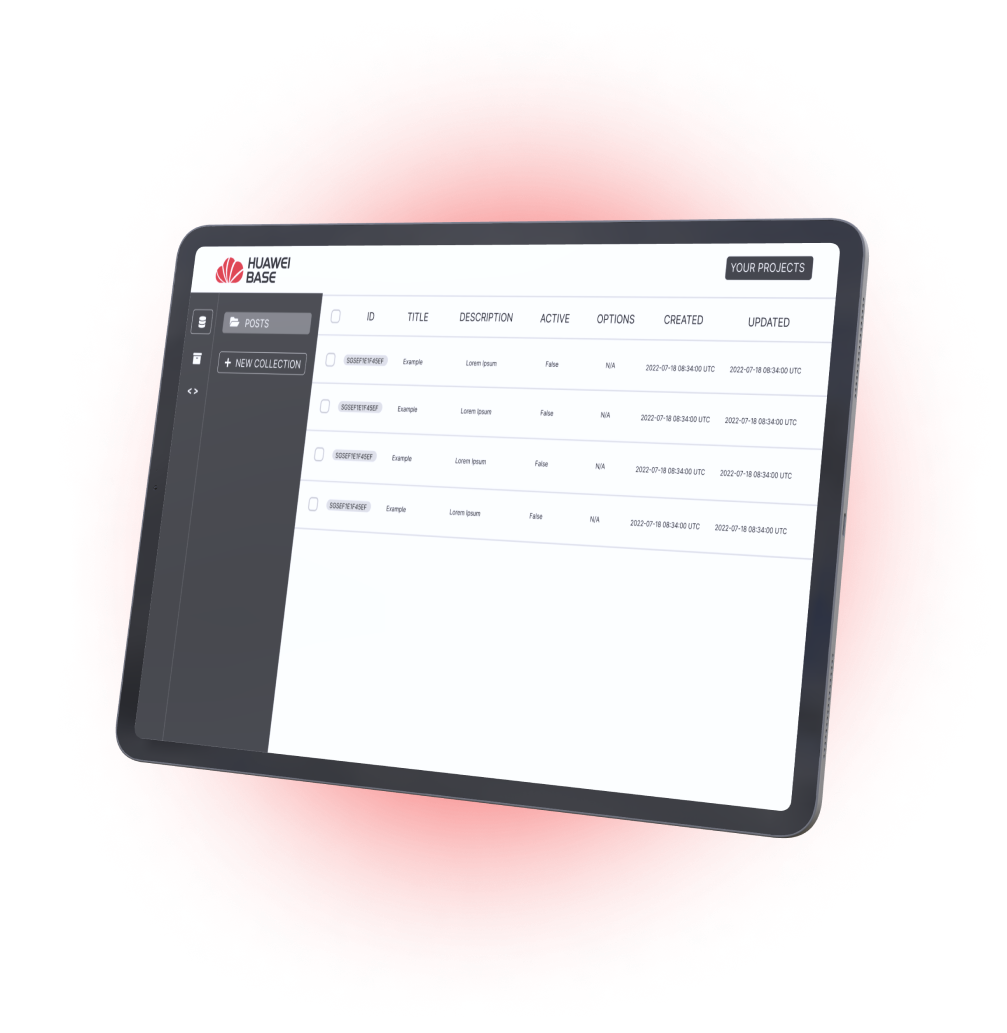 HUAWEI
BASE
YOUR PROJECTS
POSTS
+ NEW COLLECTION
ID TITLE DESCRIPTION ACTIVE OPTIONS CREATED UPDATED
SGSEF1E1F45EF Example Lorem Ipsum False N/A 2022-07-18 08:34:00 UTC 2022-07-18 08:34:00 UTC
SGSEF1E1F45EF Example Lorem Ipsum False N/A 2022-07-18 08:34:00 UTC 2022-07-18 08:34:00 UTC
SGSEF1E1F45EF Example Lorem Ipsum False N/A 2022-07-18 08:34:00 UTC 2022-07-18 08:34:00 UTC
SGSEF1E1F45EF Example Lorem Ipsum False N/A 2022-07-18 08:34:00 UTC 2022-07-18 08:34:00 UTC